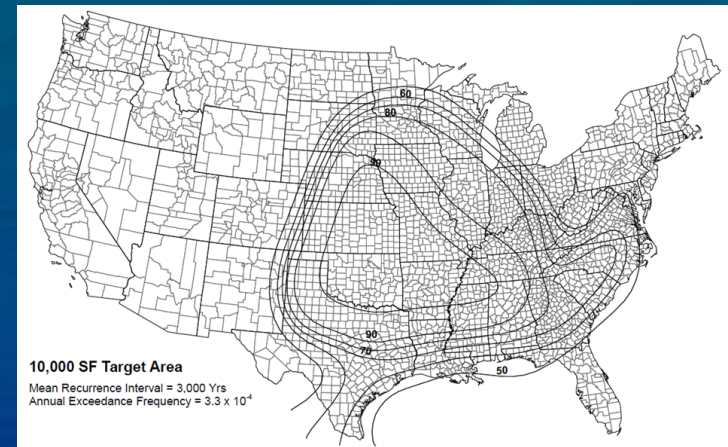 60
80
90
90
70
50
10,000 SF Target Area
Mean Recurrence Interval = 3,000 Yrs
Annual Exceedance Frequency = 3.3 x 10⁻⁴